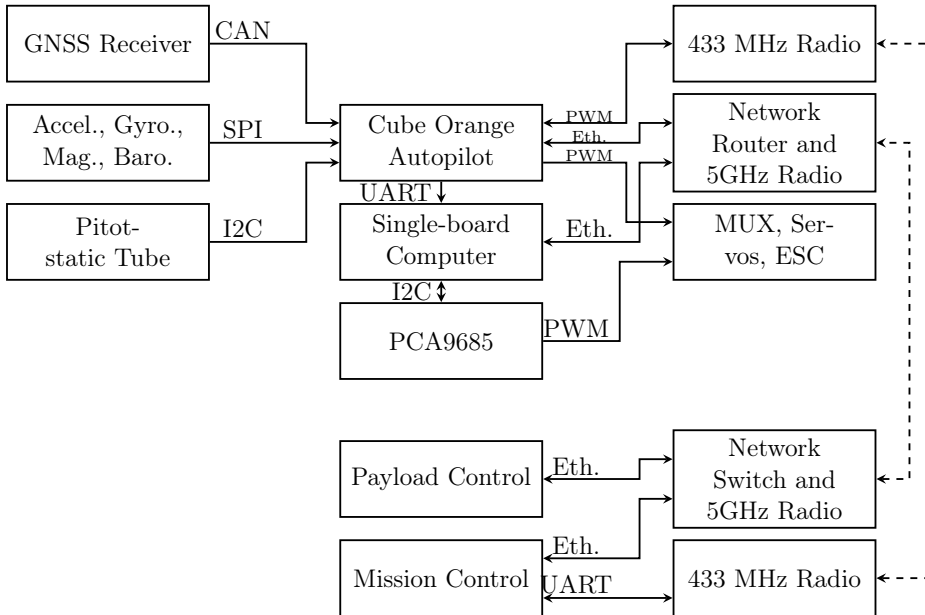 GNSS Receiver
CAN
433 MHz Radio
Accel., Gyro.,
Mag., Baro.
SPI
Cube Orange
Autopilot
PWM
Eth.
PWM
Network
Router and
5GHz Radio
UART
Pitot-
static Tube
I2C
Single-board
Computer
Eth.
MUX, Ser-
vos, ESC
I2C
PCA9685
PWM
Payload Control
Eth.
Network
Switch and
5GHz Radio
Eth.
Mission Control
UART
433 MHz Radio